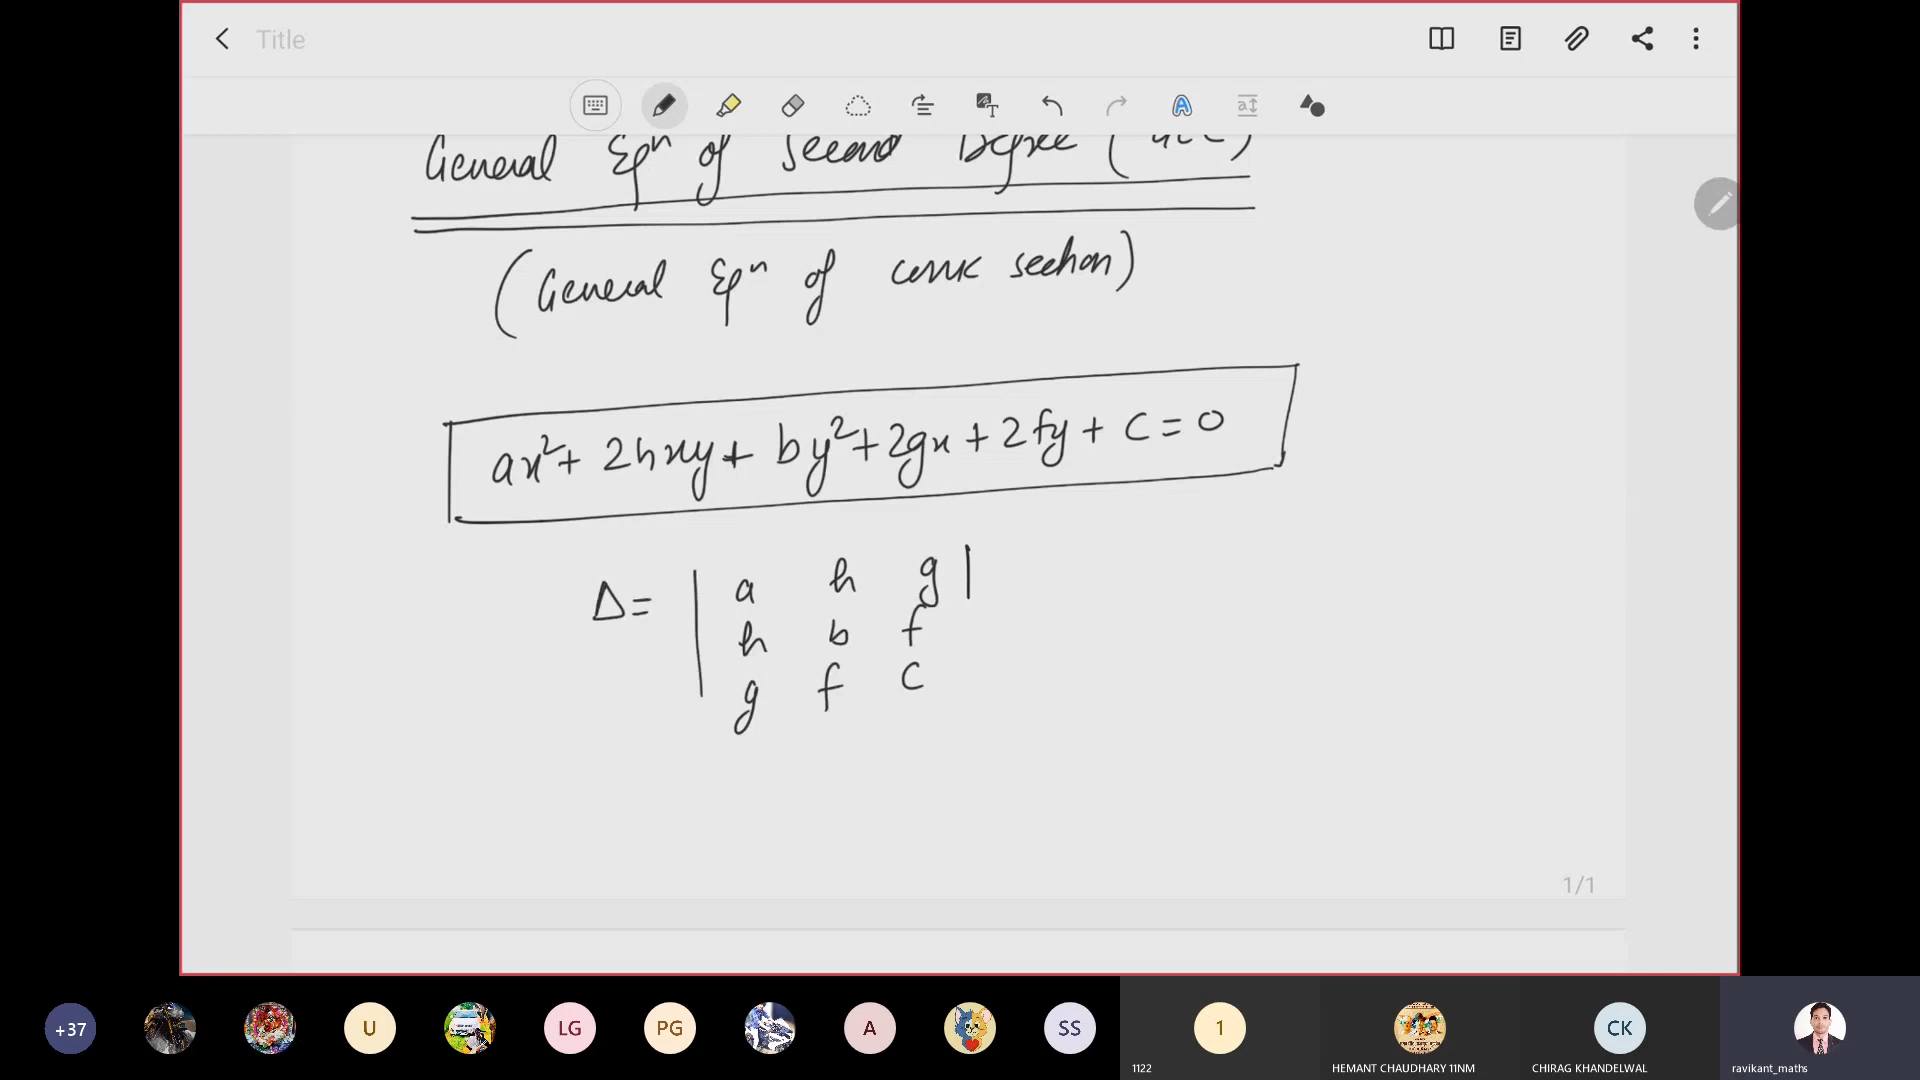 Title
General Eqn of Second Degree (
(General Eqn of conic section)
ax²+ 2hxy+ by²+2gx+2fy+ c=0
Δ= | a h g |
h b f
g f c
1/1
+37 U LG PG A SS 1 CK
1122 HEMANT CHAUDHARY 11NM CHIRAG KHANDELWAL ravikant_maths